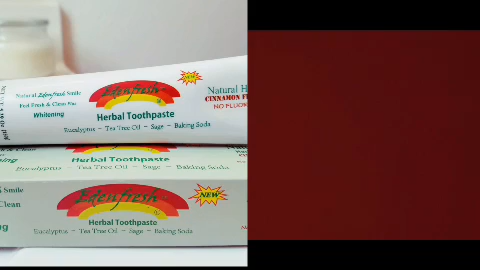 NEW
Edenfresh
Natural Edenfresh Smile
Feel Fresh & Clean Plus
Whitening
Herbal Toothpaste
Eucalyptus ~ Tea Tree Oil ~ Sage ~ Baking Soda
Natural H
CINNAMON F
NO FLUO
Herbal Toothpaste
Eucalyptus ~ Tea Tree Oil ~ Sage ~ Baking Soda
Smile
Clean
Edenfresh
NEW
Herbal Toothpaste
Eucalyptus ~ Tea Tree Oil ~ Sage ~ Baking Soda